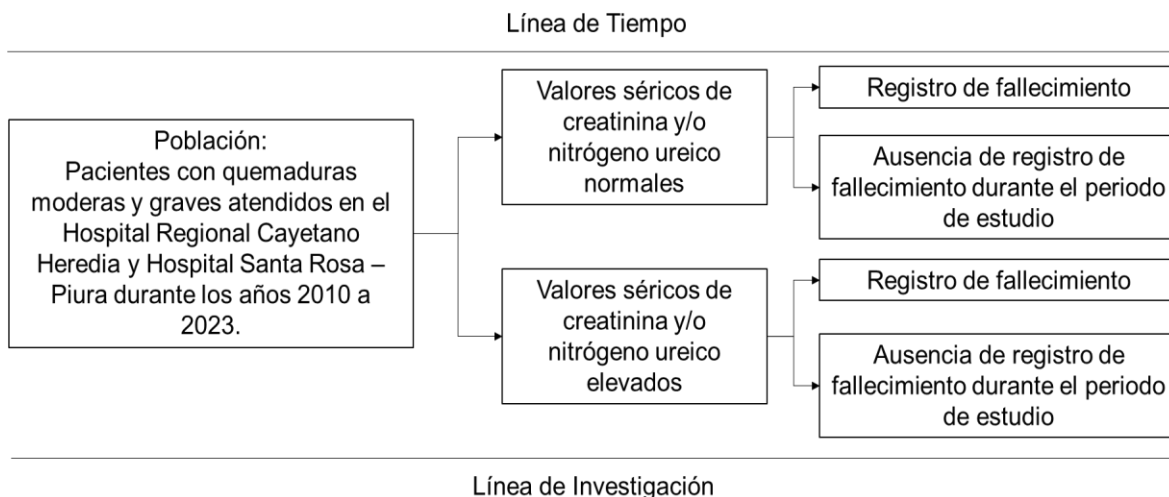 Línea de Tiempo
Población:
Pacientes con quemaduras
moderas y graves atendidos en el
Hospital Regional Cayetano
Heredia y Hospital Santa Rosa –
Piura durante los años 2010 a
2023.
Valores séricos de
creatinina y/o
nitrógeno ureico
normales
Registro de fallecimiento
Ausencia de registro de
fallecimiento durante el periodo
de estudio
Valores séricos de
creatinina y/o
nitrógeno ureico
elevados
Registro de fallecimiento
Ausencia de registro de
fallecimiento durante el periodo
de estudio
Línea de Investigación